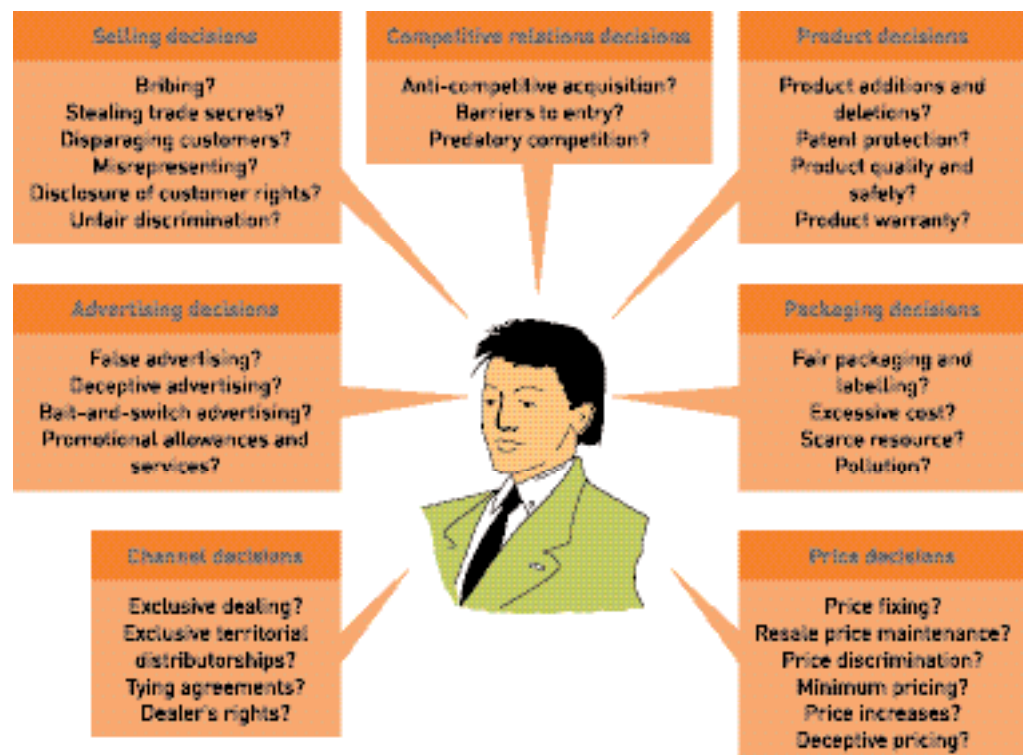 Selling decisions
Bribing?
Stealing trade secrets?
Disparaging customers?
Misrepresenting?
Disclosure of customer rights?
Unfair discrimination?
Competitive relations decisions
Anti-competitive acquisition?
Barriers to entry?
Predatory competition?
Product decisions
Product additions and
deletions?
Patent protection?
Product quality and
safety?
Product warranty?
Advertising decisions
False advertising?
Deceptive advertising?
Bait-and-switch advertising?
Promotional allowances and
services?
Packaging decisions
Fair packaging and
labelling?
Excessive cost?
Scarce resource?
Pollution?
Channel decisions
Exclusive dealing?
Exclusive territorial
distributorships?
Tying agreements?
Dealer's rights?
Price decisions
Price fixing?
Resale price maintenance?
Price discrimination?
Minimum pricing?
Price increases?
Deceptive pricing?